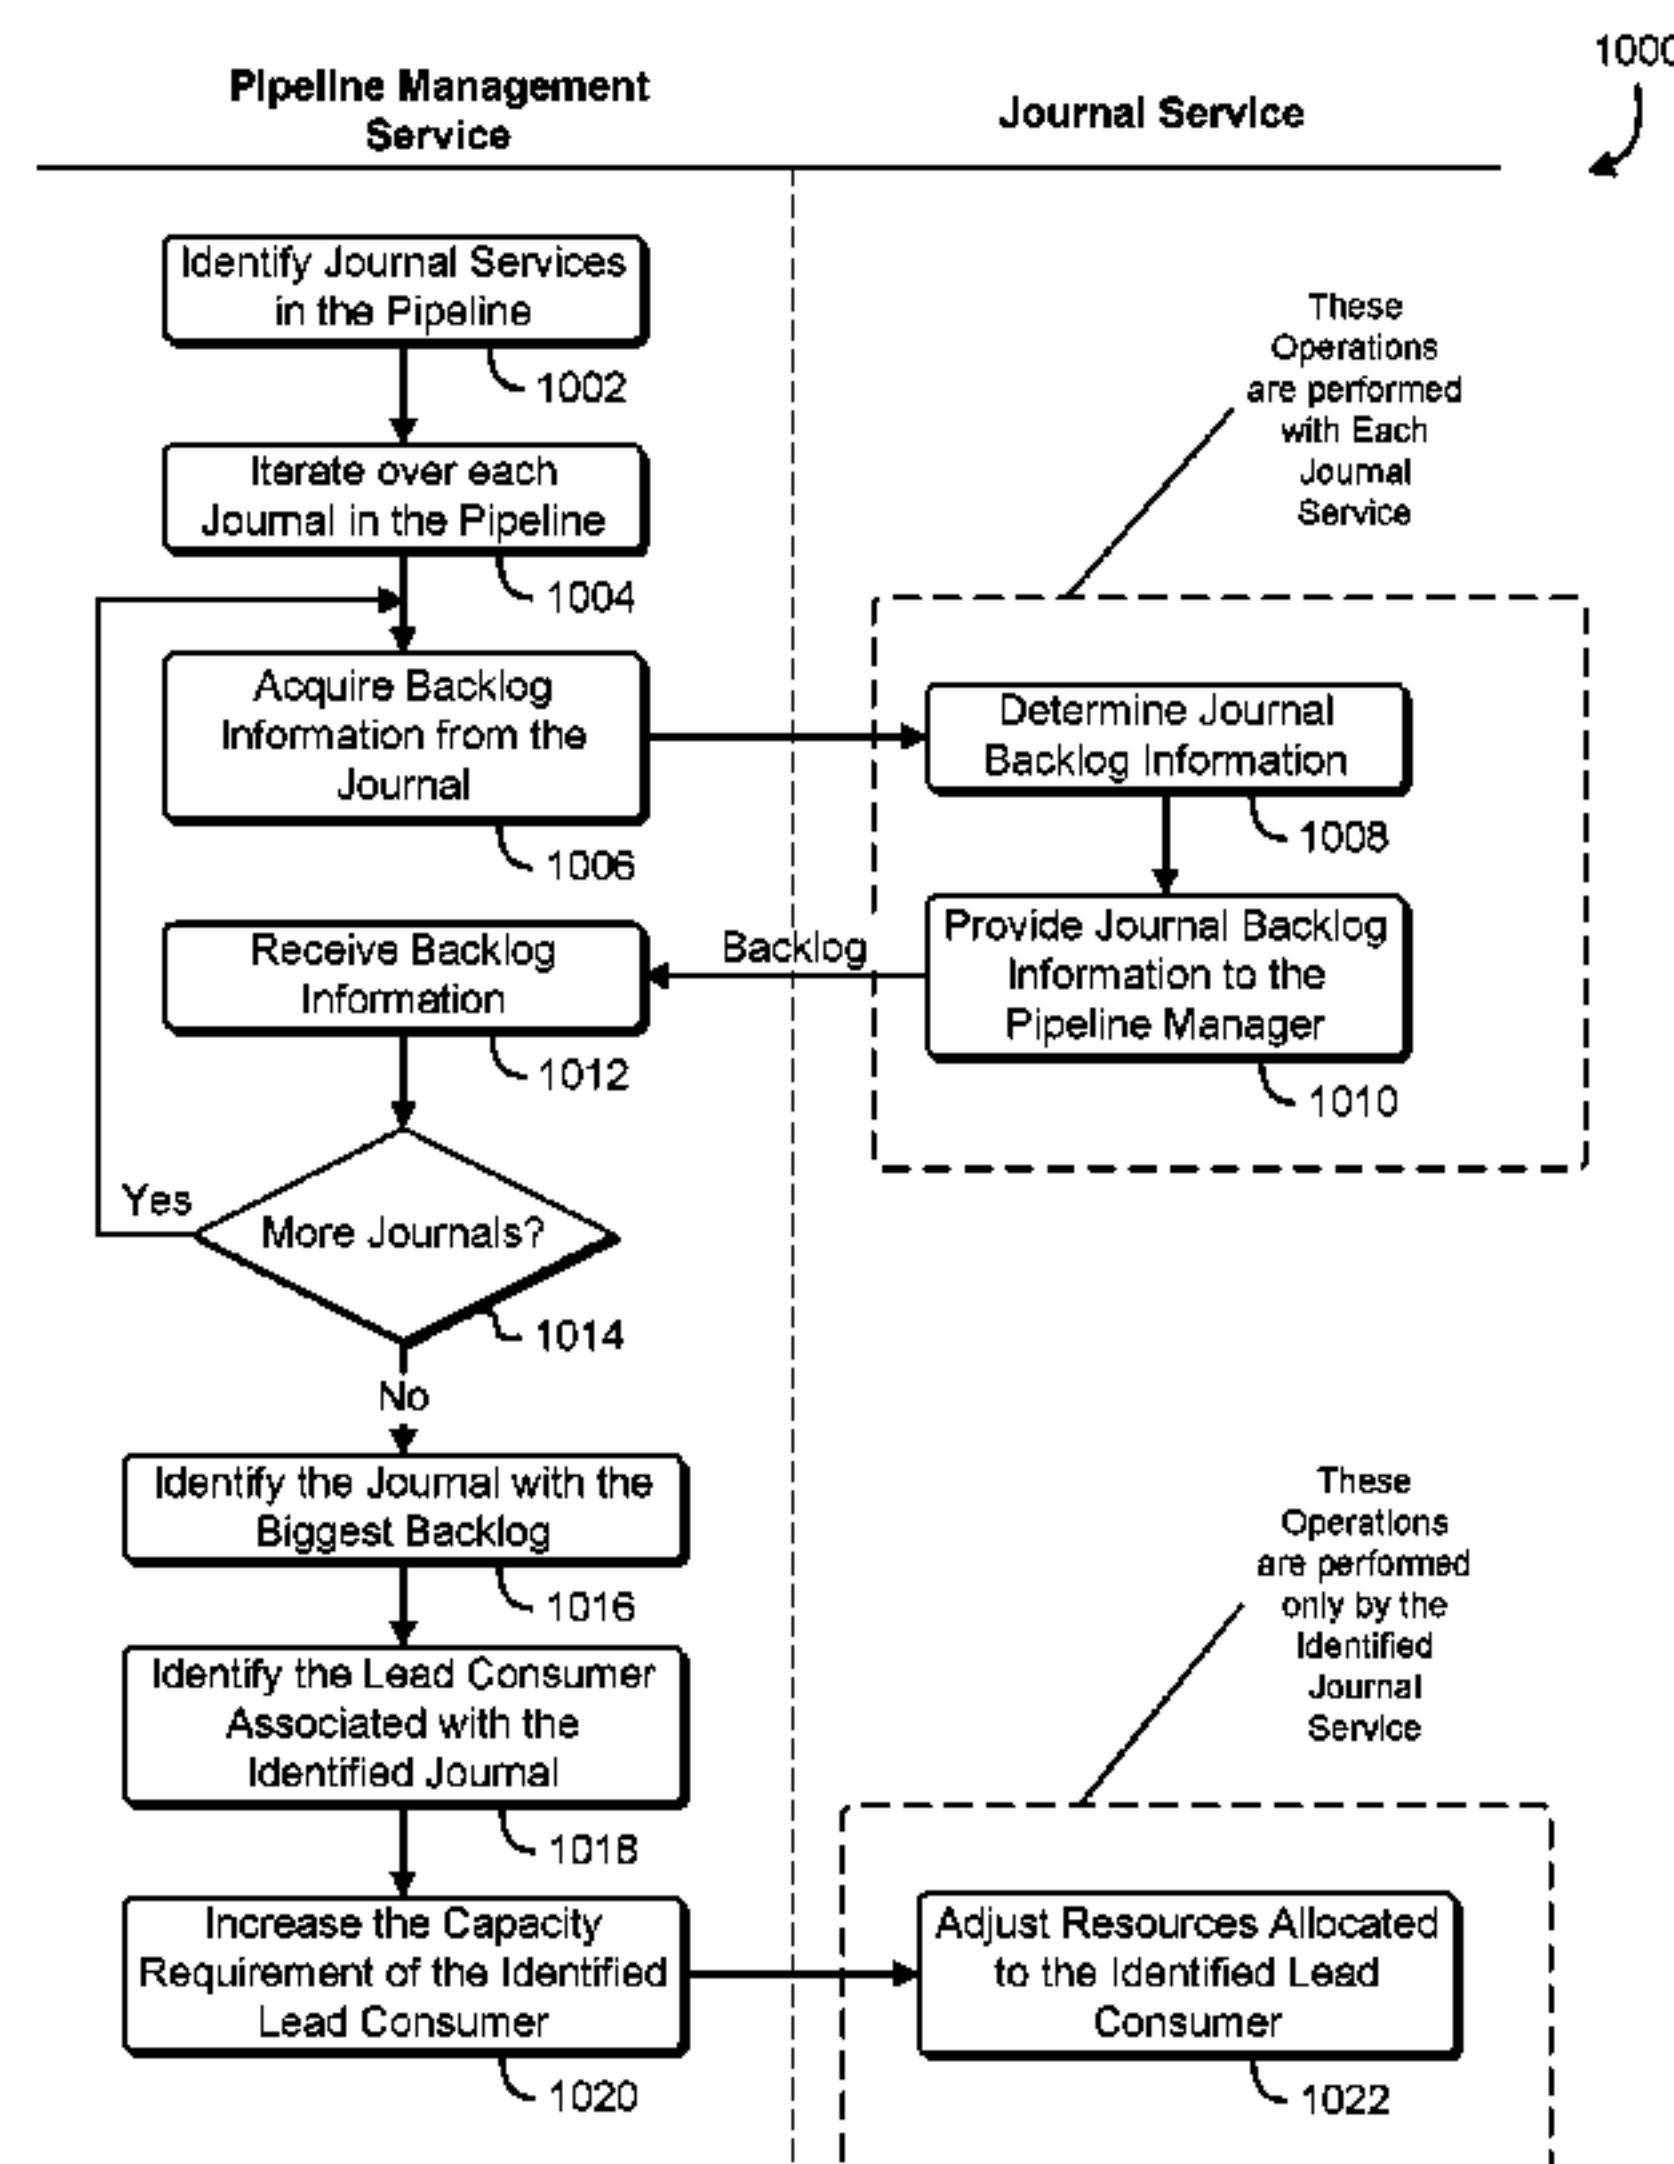 1000
Pipeline Management
Service
Journal Service
Identify Journal Services
in the Pipeline
1002
Iterate over each
Journal in the Pipeline
1004
These
Operations
are performed
with Each
Journal
Service
Acquire Backlog
Information from the
Journal
1006
Determine Journal
Backlog Information
1008
Provide Journal Backlog
Information to the
Pipeline Manager
1010
Backlog
Receive Backlog
Information
1012
Yes
More Journals?
1014
No
Identify the Journal with the
Biggest Backlog
1016
Identify the Lead Consumer
Associated with the
Identified Journal
1018
These
Operations
are performed
only by the
Identified
Journal
Service
Increase the Capacity
Requirement of the Identified
Lead Consumer
1020
Adjust Resources Allocated
to the Identified Lead
Consumer
1022